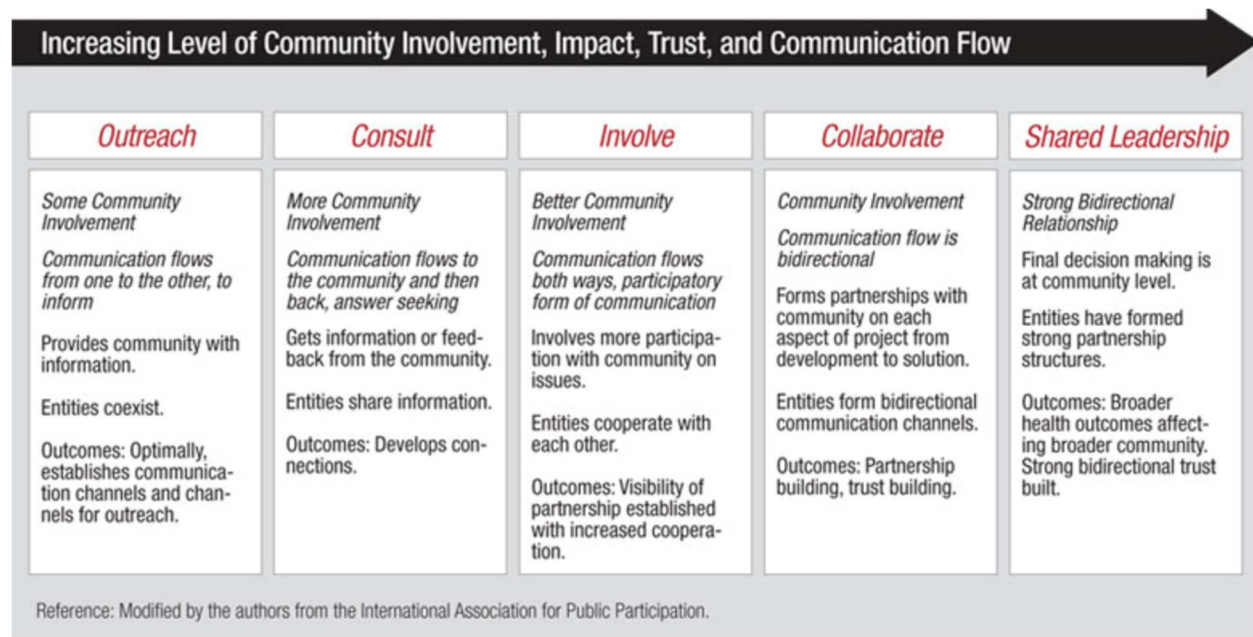 Increasing Level of Community Involvement, Impact, Trust, and Communication Flow
Outreach
Some Community
Involvement
Communication flows
from one to the other, to
inform
Provides community with
information.
Entities coexist.
Outcomes: Optimally,
establishes communica-
tion channels and chan-
nels for outreach.
Consult
More Community
Involvement
Communication flows to
the community and then
back, answer seeking
Gets information or feed-
back from the community.
Entities share information.
Outcomes: Develops con-
nections.
Involve
Better Community
Involvement
Communication flows
both ways, participatory
form of communication
Involves more participa-
tion with community on
issues.
Entities cooperate with
each other.
Outcomes: Visibility of
partnership established
with increased coopera-
tion.
Collaborate
Community Involvement
Communication flow is
bidirectional
Forms partnerships with
community on each
aspect of project from
development to solution.
Entities form bidirectional
communication channels.
Outcomes: Partnership
building, trust building.
Shared Leadership
Strong Bidirectional
Relationship
Final decision making is
at community level.
Entities have formed
strong partnership
structures.
Outcomes: Broader
health outcomes affect-
ing broader community.
Strong bidirectional trust
built.
Reference: Modified by the authors from the International Association for Public Participation.